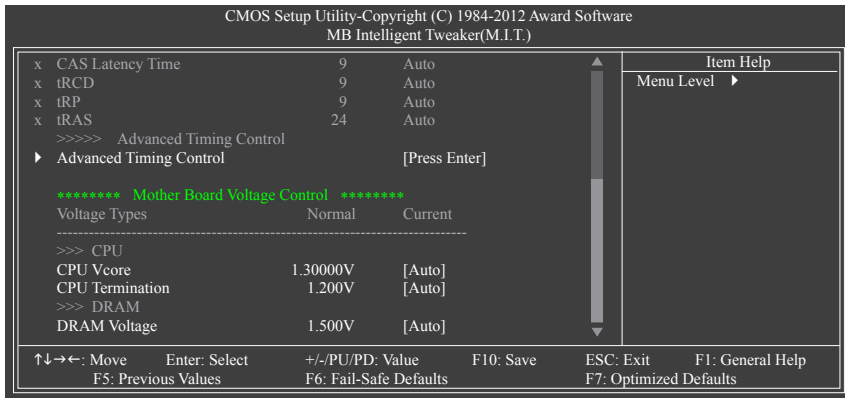 CMOS Setup Utility-Copyright (C) 1984-2012 Award Software
MB Intelligent Tweaker(M.I.T.)
x CAS Latency Time 9 Auto
x tRCD 9 Auto
x tRP 9 Auto
x tRAS 24 Auto
>>>>> Advanced Timing Control
Advanced Timing Control [Press Enter]
******** Mother Board Voltage Control ********
Voltage Types Normal Current
-----------------------------------------------------------------------------
>>> CPU
CPU Vcore 1.30000V [Auto]
CPU Termination 1.200V [Auto]
>>> DRAM
DRAM Voltage 1.500V [Auto]
Item Help
Menu Level
↑↓→←: Move Enter: Select +/-/PU/PD: Value F10: Save ESC: Exit F1: General Help
F5: Previous Values F6: Fail-Safe Defaults F7: Optimized Defaults